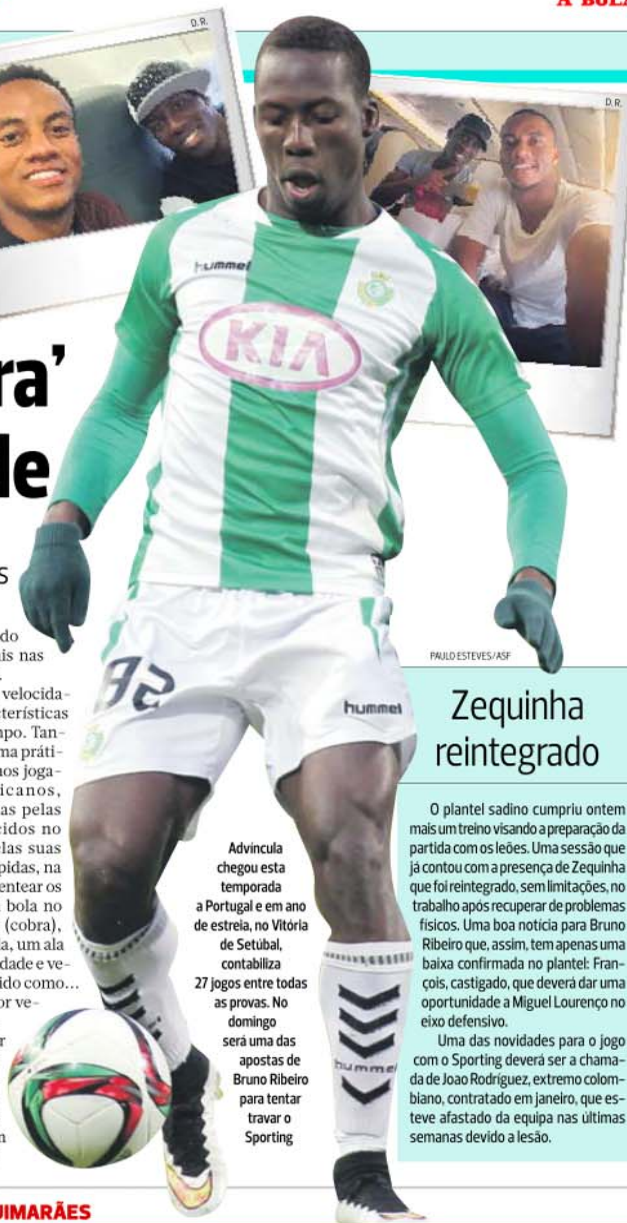 A BOLA
D. R.
D. R.
hummel
KIA
ra'
le
s
PAULO ESTEVES/ASF
92
hummel
do
is nas
velocida-
cterísticas
npo. Tan-
ma práti-
nos joga-
icanos,
as pelas
cidos no
elas suas
pidas, na
entear os
bola no
(cobra),
la, um ala
dade e ve-
ido como…
or ve-
r
n
Advíncula
chegou esta
temporada
a Portugal e em ano
de estreia, no Vitória
de Setúbal,
contabiliza
27 jogos entre todas
as provas. No
domingo
será uma das
apostas de
Bruno Ribeiro
para tentar
travar o
Sporting
hummel
Zequinha
reintegrado
O plantel sadino cumpriu ontem
mais um treino visando a preparação da
partida com os leões. Uma sessão que
já contou com a presença de Zequinha
que foi reintegrado, sem limitações, no
trabalho após recuperar de problemas
físicos. Uma boa notícia para Bruno
Ribeiro que, assim, tem apenas uma
baixa confirmada no plantel: Fran-
çois, castigado, que deverá dar uma
oportunidade a Miguel Lourenço no
eixo defensivo.
Uma das novidades para o jogo
com o Sporting deverá ser a chama-
da de Joao Rodríguez, extremo colom-
biano, contratado em janeiro, que es-
teve afastado da equipa nas últimas
semanas devido a lesão.
UIMARÃES